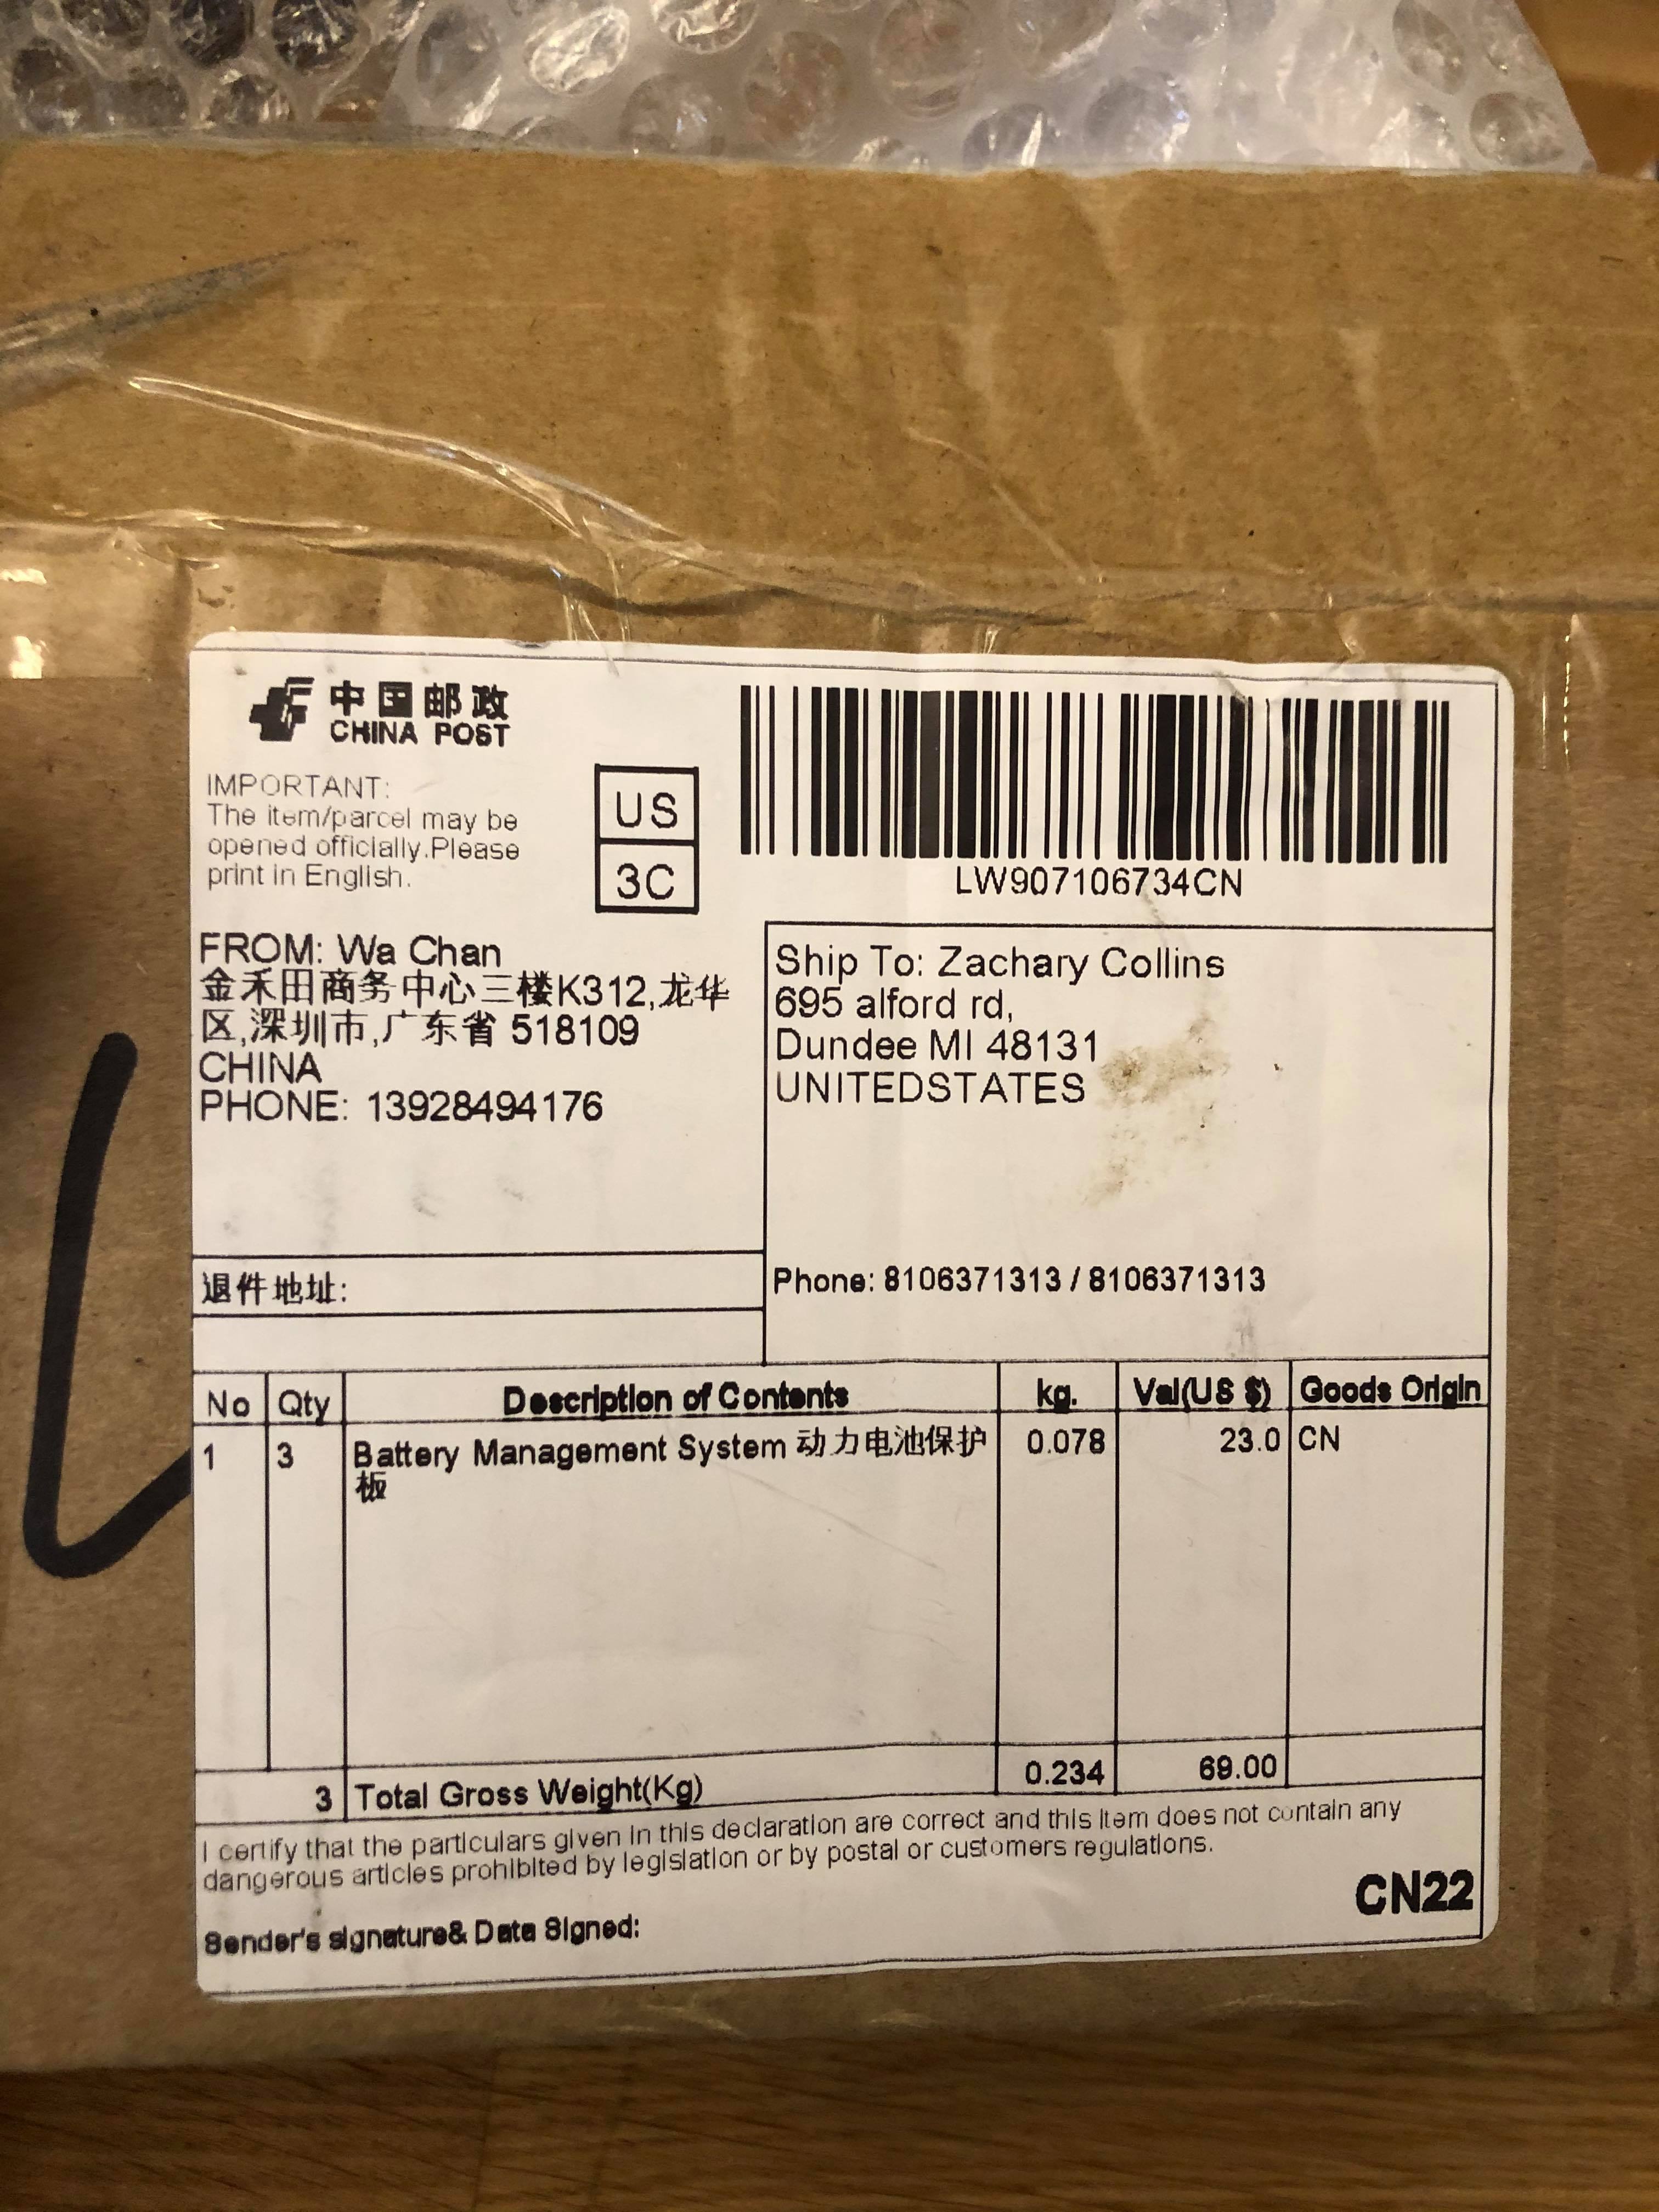 中国邮政
CHINA POST
IMPORTANT:
The item/parcel may be
opened officially.Please
print in English.
US
3C
LW907106734CN
FROM: Wa Chan
金禾田商务中心三楼K312,龙华
区,深圳市,广东省 518109
CHINA
PHONE: 13928494176
Ship To: Zachary Collins
695 alford rd,
Dundee MI 48131
UNITEDSTATES
Phone: 8106371313 / 8106371313
退件地址:
No Qty Description of Contents kg. Val(US $) Goods Origin
1 3 Battery Management System 动力电池保护 0.078 23.0 CN
板
3 Total Gross Weight(Kg) 0.234 69.00
I certify that the particulars given in this declaration are correct and this item does not contain any
dangerous articles prohibited by legislation or by postal or customers regulations.
Sender's signature& Data Signed:
CN22